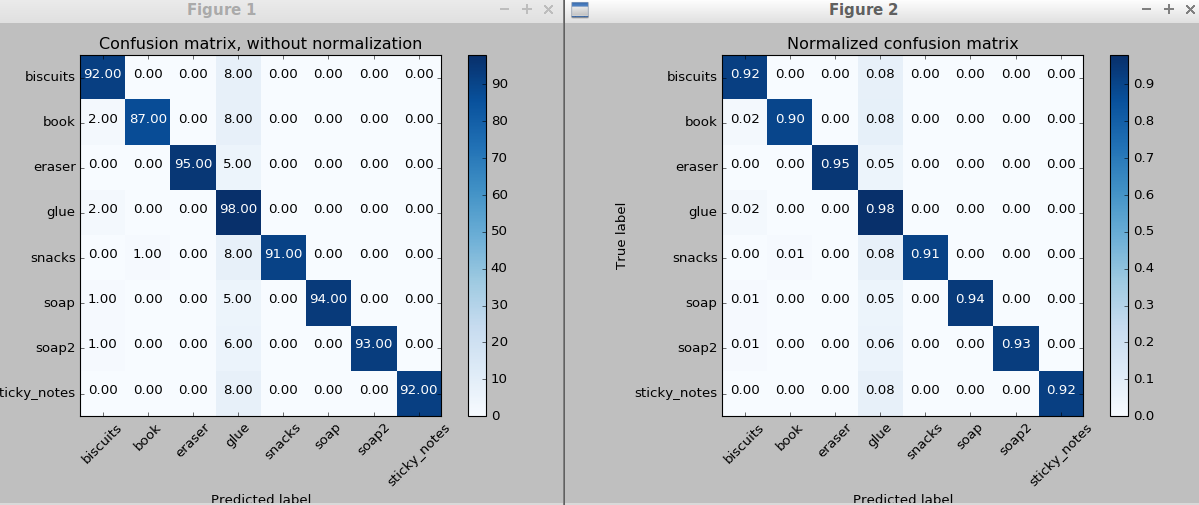 Figure 1
Confusion matrix, without normalization
biscuits 92.00 0.00 0.00 8.00 0.00 0.00 0.00 0.00 90
book 2.00 87.00 0.00 8.00 0.00 0.00 0.00 0.00 80
eraser 0.00 0.00 95.00 5.00 0.00 0.00 0.00 0.00 70
60
glue 2.00 0.00 0.00 98.00 0.00 0.00 0.00 0.00 50
snacks 0.00 1.00 0.00 8.00 91.00 0.00 0.00 0.00 40
soap 1.00 0.00 0.00 5.00 0.00 94.00 0.00 0.00 30
20
soap2 1.00 0.00 0.00 6.00 0.00 0.00 93.00 0.00 10
ticky_notes 0.00 0.00 0.00 8.00 0.00 0.00 0.00 92.00 0
biscuits book eraser glue snacks soap soap2 sticky_notes
Predicted label
Figure 2
Normalized confusion matrix
biscuits 0.92 0.00 0.00 0.08 0.00 0.00 0.00 0.00 0.9
book 0.02 0.90 0.00 0.08 0.00 0.00 0.00 0.00 0.8
eraser 0.00 0.00 0.95 0.05 0.00 0.00 0.00 0.00 0.7
0.6
glue 0.02 0.00 0.00 0.98 0.00 0.00 0.00 0.00 0.5
True label
snacks 0.00 0.01 0.00 0.08 0.91 0.00 0.00 0.00 0.4
soap 0.01 0.00 0.00 0.05 0.00 0.94 0.00 0.00 0.3
0.2
soap2 0.01 0.00 0.00 0.06 0.00 0.00 0.93 0.00 0.1
sticky_notes 0.00 0.00 0.00 0.08 0.00 0.00 0.00 0.92 0.0
biscuits book eraser glue snacks soap soap2 sticky_notes
Predicted label